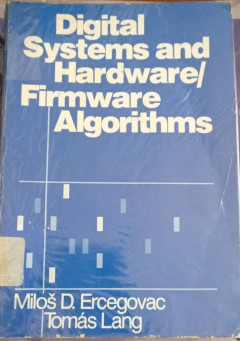 Digital
Systems and
Hardware/
Firmware
Algorithms
Miloš D. Ercegovac
Tomás Lang